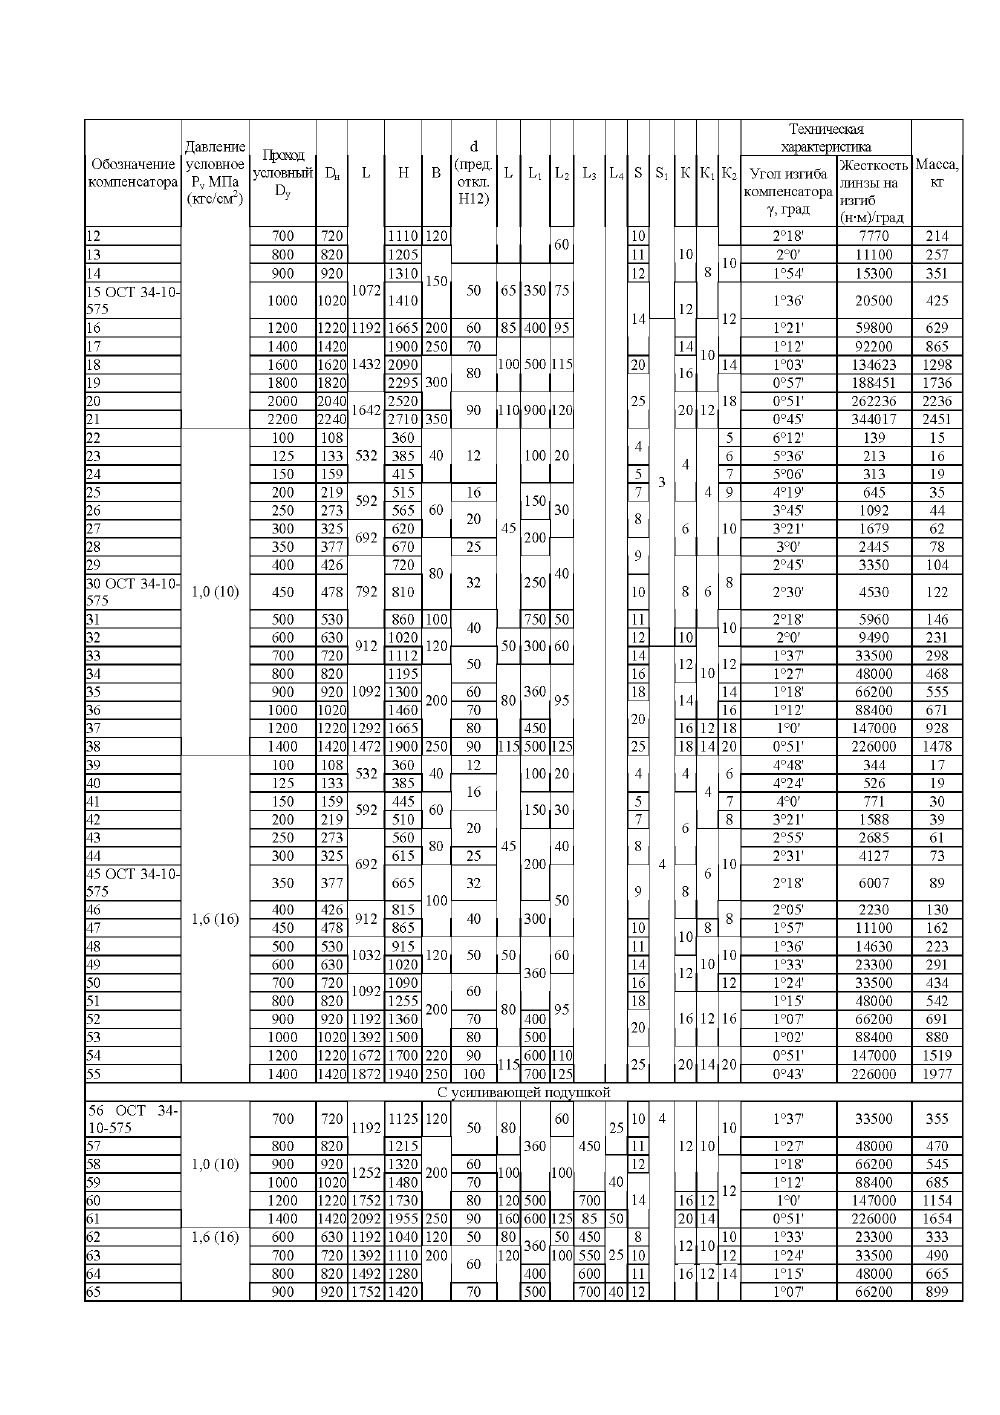 Обозначение компенсатора | Давление условное Pу МПа (кгс/см²) | Проход условный Dу | Dн | L | H | B | d (пред. откл. H12) | L | L₁ | L₂ | L₃ | L₄ | S | S₁ | К | К₁ | К₂ | Техническая характеристика | Масса, кг
Угол изгиба компенсатора γ, град | Жесткость линзы на изгиб (н·м)/град
12 700 720 1110 120 60 10 10 8 10 2°18' 7770 214
13 800 820 1205 11 2°0' 11100 257
14 900 920 1072 1310 150 50 65 350 75 12 1°54' 15300 351
15 ОСТ 34-10-575 1000 1020 1410 14 12 12 1°36' 20500 425
16 1200 1220 1192 1665 200 60 85 400 95 1°21' 59800 629
17 1400 1420 1432 1900 250 70 100 500 115 3 14 10 1°12' 92200 865
18 1600 1620 2090 300 80 20 16 14 1°03' 134623 1298
19 1800 1820 2295 25 18 0°57' 188451 1736
20 2000 2040 1642 2520 90 110 900 120 20 12 0°51' 262236 2236
21 2200 2240 2710 350 0°45' 344017 2451
22 1,0 (10) 100 108 532 360 40 12 45 100 20 4 4 4 5 6°12' 139 15
23 125 133 385 6 5°36' 213 16
24 150 159 415 5 7 5°06' 313 19
25 200 219 592 515 60 16 150 30 7 9 4°19' 645 35
26 250 273 565 20 8 6 10 3°45' 1092 44
27 300 325 692 620 200 3°21' 1679 62
28 350 377 670 80 25 9 3°0' 2445 78
29 400 426 792 720 32 250 40 8 6 8 2°45' 3350 104
30 ОСТ 34-10-575 450 478 810 10 2°30' 4530 122
31 500 530 860 100 40 750 50 11 10 2°18' 5960 146
32 600 630 912 1020 120 50 300 60 12 10 10 2°0' 9490 231
33 700 720 1112 50 80 360 95 14 12 12 1°37' 33500 298
34 800 820 1092 1195 200 16 1°27' 48000 468
35 900 920 1300 60 18 14 14 1°18' 66200 555
36 1000 1020 1460 70 20 16 1°12' 88400 671
37 1200 1220 1292 1665 80 450 16 12 18 1°0' 147000 928
38 1400 1420 1472 1900 250 90 115 500 125 25 18 14 20 0°51' 226000 1478
39 1,6 (16) 100 108 532 360 40 12 45 100 20 4 4 4 4 6 4°48' 344 17
40 125 133 385 16 4°24' 526 19
41 150 159 592 445 60 150 30 5 6 7 4°0' 771 30
42 200 219 510 20 7 8 3°21' 1588 39
43 250 273 692 560 80 200 40 8 6 10 2°55' 2685 61
44 300 325 615 25 2°31' 4127 73
45 ОСТ 34-10-575 350 377 665 100 32 50 9 8 2°18' 6007 89
46 400 426 912 815 40 300 8 2°05' 2230 130
47 450 478 865 10 10 8 1°57' 11100 162
48 500 530 1032 915 120 50 50 360 60 11 10 10 1°36' 14630 223
49 600 630 1020 14 12 1°33' 23300 291
50 700 720 1092 1090 200 60 80 95 16 12 1°24' 33500 434
51 800 820 1255 18 16 12 16 1°15' 48000 542
52 900 920 1192 1360 70 400 20 1°07' 66200 691
53 1000 1020 1392 1500 80 500 1°02' 88400 880
54 1200 1220 1672 1700 220 90 115 600 110 25 20 14 20 0°51' 147000 1519
55 1400 1420 1872 1940 250 100 700 125 0°43' 226000 1977
С усиливающей подушкой
56 ОСТ 34-10-575 1,0 (10) 700 720 1192 1125 120 50 80 360 60 450 25 10 4 12 10 10 1°37' 33500 355
57 800 820 1215 200 100 11 1°27' 48000 470
58 900 920 1252 1320 60 100 40 12 12 1°18' 66200 545
59 1000 1020 1480 70 14 1°12' 88400 685
60 1200 1220 1752 1730 80 120 500 700 16 12 1°0' 147000 1154
61 1400 1420 2092 1955 250 90 160 600 125 85 50 20 14 0°51' 226000 1654
62 1,6 (16) 600 630 1192 1040 120 50 80 360 50 450 25 8 12 10 10 1°33' 23300 333
63 700 720 1392 1110 200 60 120 100 550 10 12 1°24' 33500 490
64 800 820 1492 1280 400 600 11 16 12 14 1°15' 48000 665
65 900 920 1752 1420 70 500 700 40 12 1°07' 66200 899